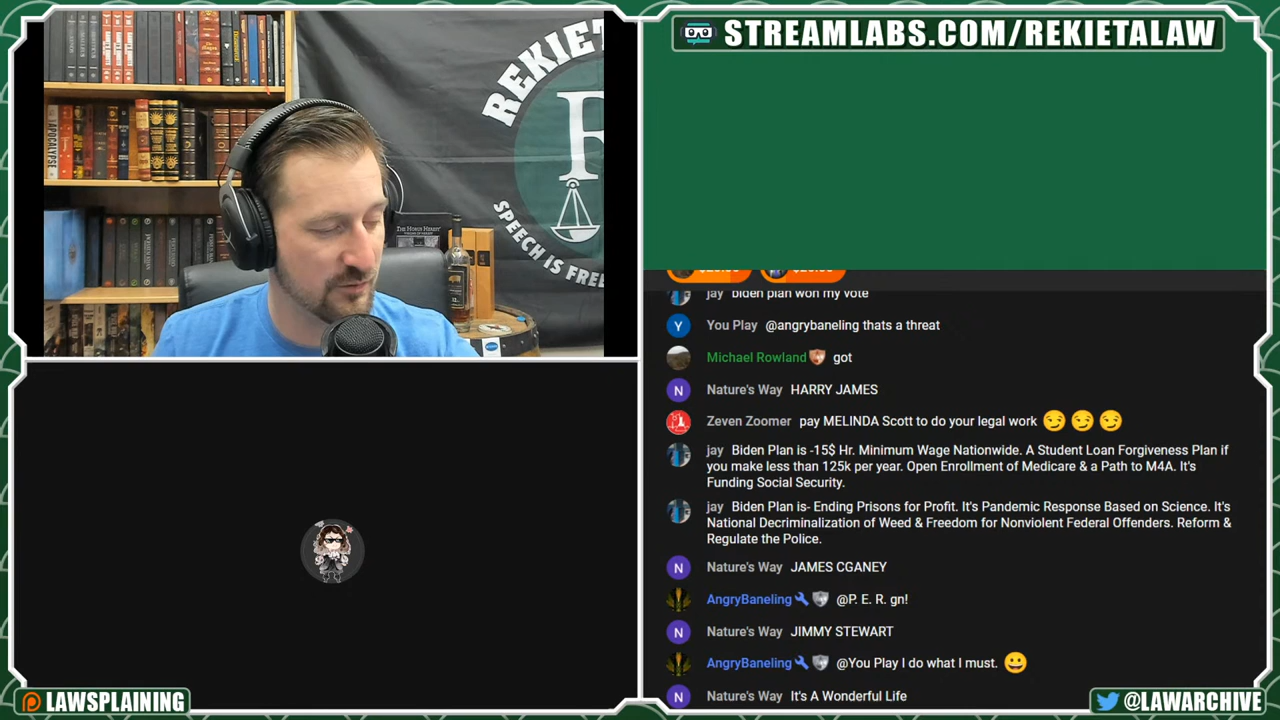 STREAMLABS.COM/REKIETALAW
REKIET
R
SPEECH IS FREE
APOCALYPSE
THE HORUS HERESY
jay biden plan won my vote
You Play @angrybaneling thats a threat
Michael Rowland got
Nature's Way HARRY JAMES
Zeven Zoomer pay MELINDA Scott to do your legal work 😏 😏 😏
jay Biden Plan is -15$ Hr. Minimum Wage Nationwide. A Student Loan Forgiveness Plan if
you make less than 125k per year. Open Enrollment of Medicare & a Path to M4A. It's
Funding Social Security.
jay Biden Plan is- Ending Prisons for Profit. It's Pandemic Response Based on Science. It's
National Decriminalization of Weed & Freedom for Nonviolent Federal Offenders. Reform &
Regulate the Police.
Nature's Way JAMES CGANEY
AngryBaneling @P. E. R. gn!
Nature's Way JIMMY STEWART
AngryBaneling @You Play I do what I must. 😀
Nature's Way It's A Wonderful Life
LAWSPLAINING
@LAWARCHIVE